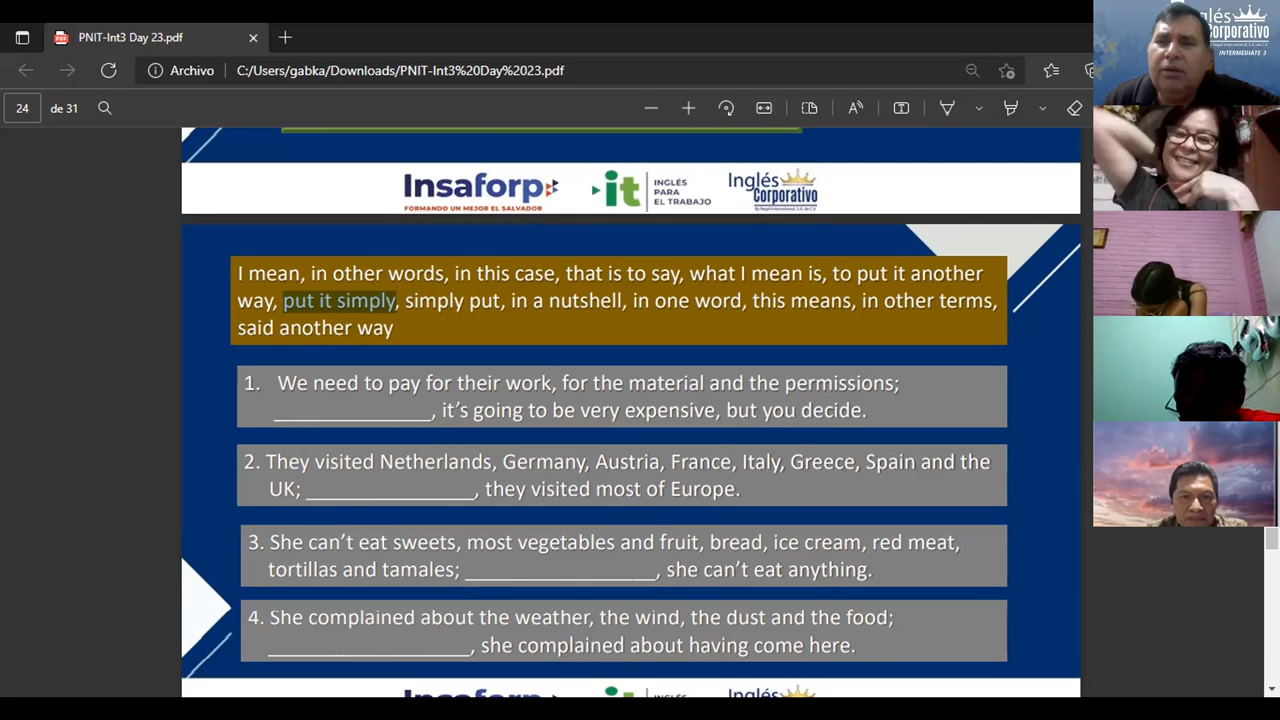 PNIT-Int3 Day 23.pdf
Archivo
C:/Users/gabka/Downloads/PNIT-Int3%20Day%2023.pdf
24
de 31
Insaforp
FORMANDO UN MEJOR EL SALVADOR
it
INGLÉS
PARA
EL TRABAJO
Inglés
Corporativo
I mean, in other words, in this case, that is to say, what I mean is, to put it another
way, put it simply, simply put, in a nutshell, in one word, this means, in other terms,
said another way
1. We need to pay for their work, for the material and the permissions;
______________, it's going to be very expensive, but you decide.
2. They visited Netherlands, Germany, Austria, France, Italy, Greece, Spain and the
UK; _______________, they visited most of Europe.
3. She can't eat sweets, most vegetables and fruit, bread, ice cream, red meat,
tortillas and tamales; _________________, she can't eat anything.
4. She complained about the weather, the wind, the dust and the food;
__________________, she complained about having come here.
Insaforp
it
INGLÉS
Inglés
glés
orporativo
INTERMEDIATE 3